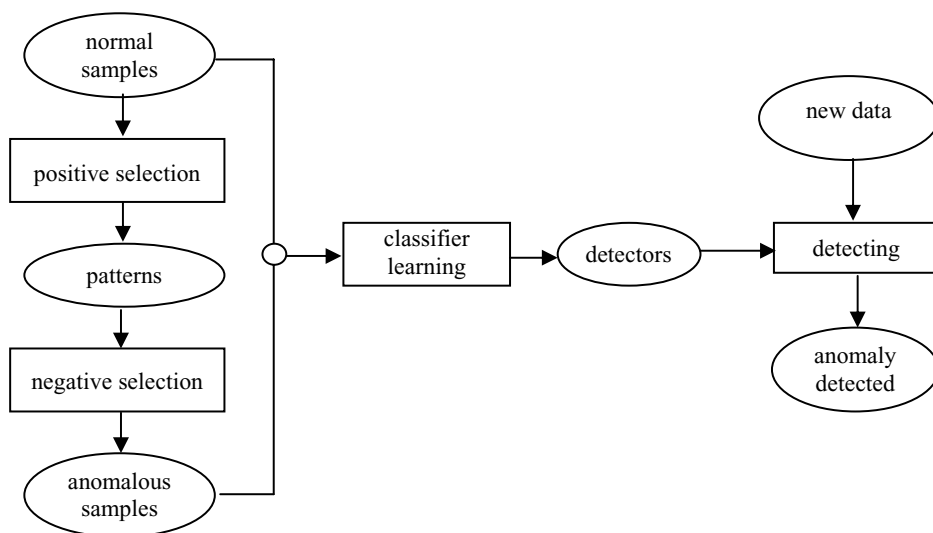 normal
samples
positive selection
patterns
negative selection
anomalous
samples
classifier
learning
detectors
new data
detecting
anomaly
detected